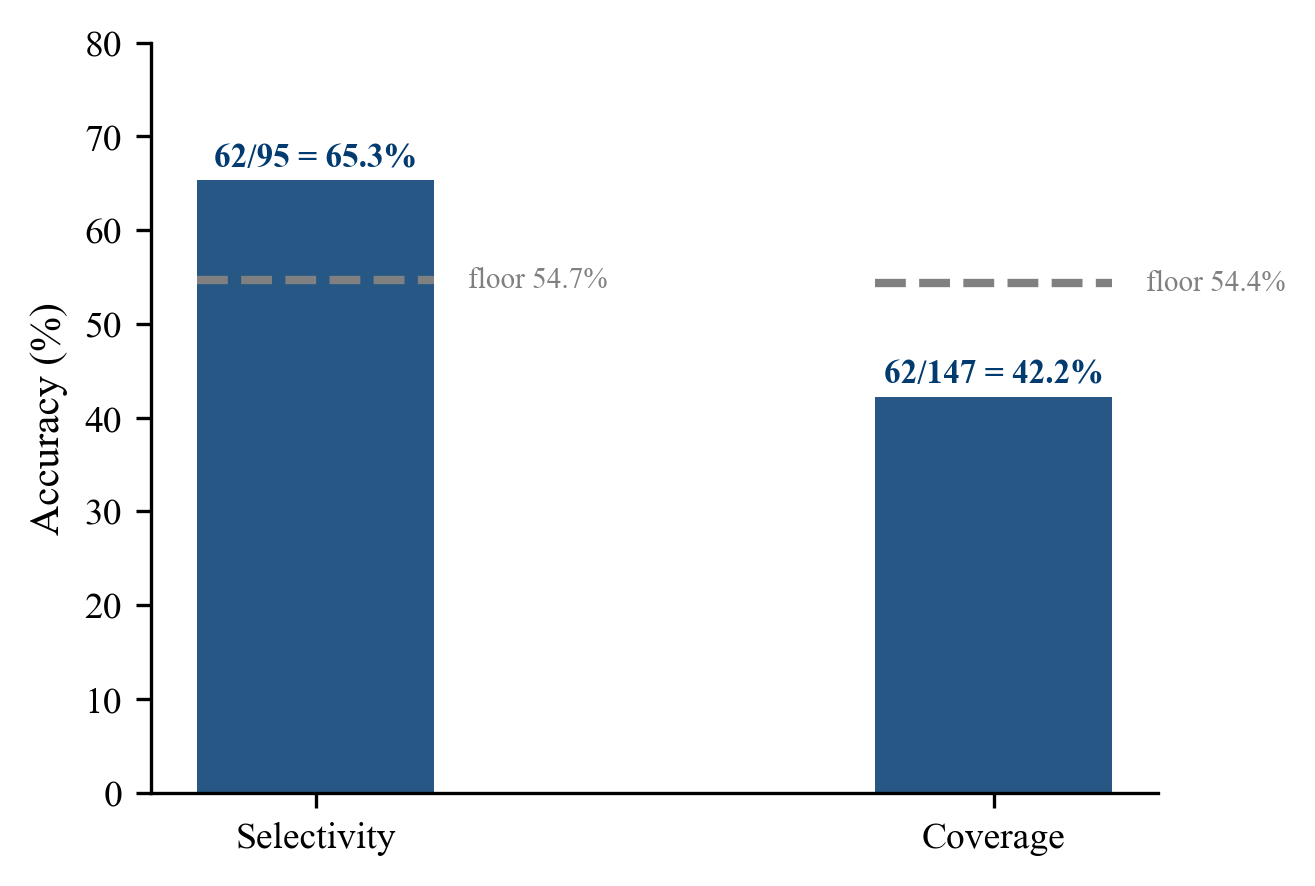 80
70
60
50
40
30
20
10
0
Accuracy (%)
62/95 = 65.3%
floor 54.7%
floor 54.4%
62/147 = 42.2%
Selectivity
Coverage